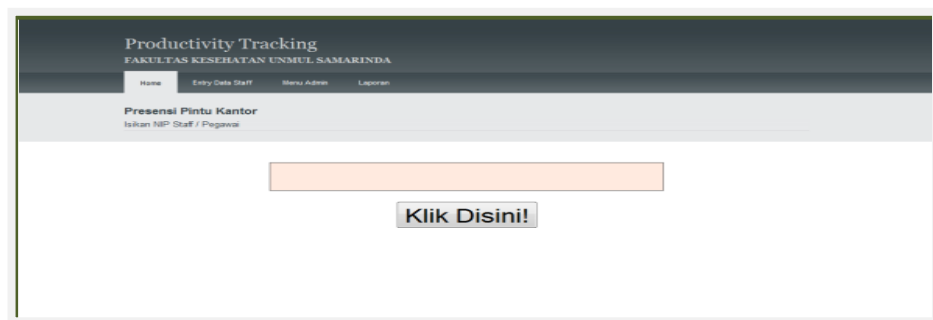 Productivity Tracking
FAKULTAS KESEHATAN UNMUL SAMARINDA
Home Entry Data Staff Menu Admin Laporan
Presensi Pintu Kantor
Isikan NIP Staff / Pegawai
Klik Disini!